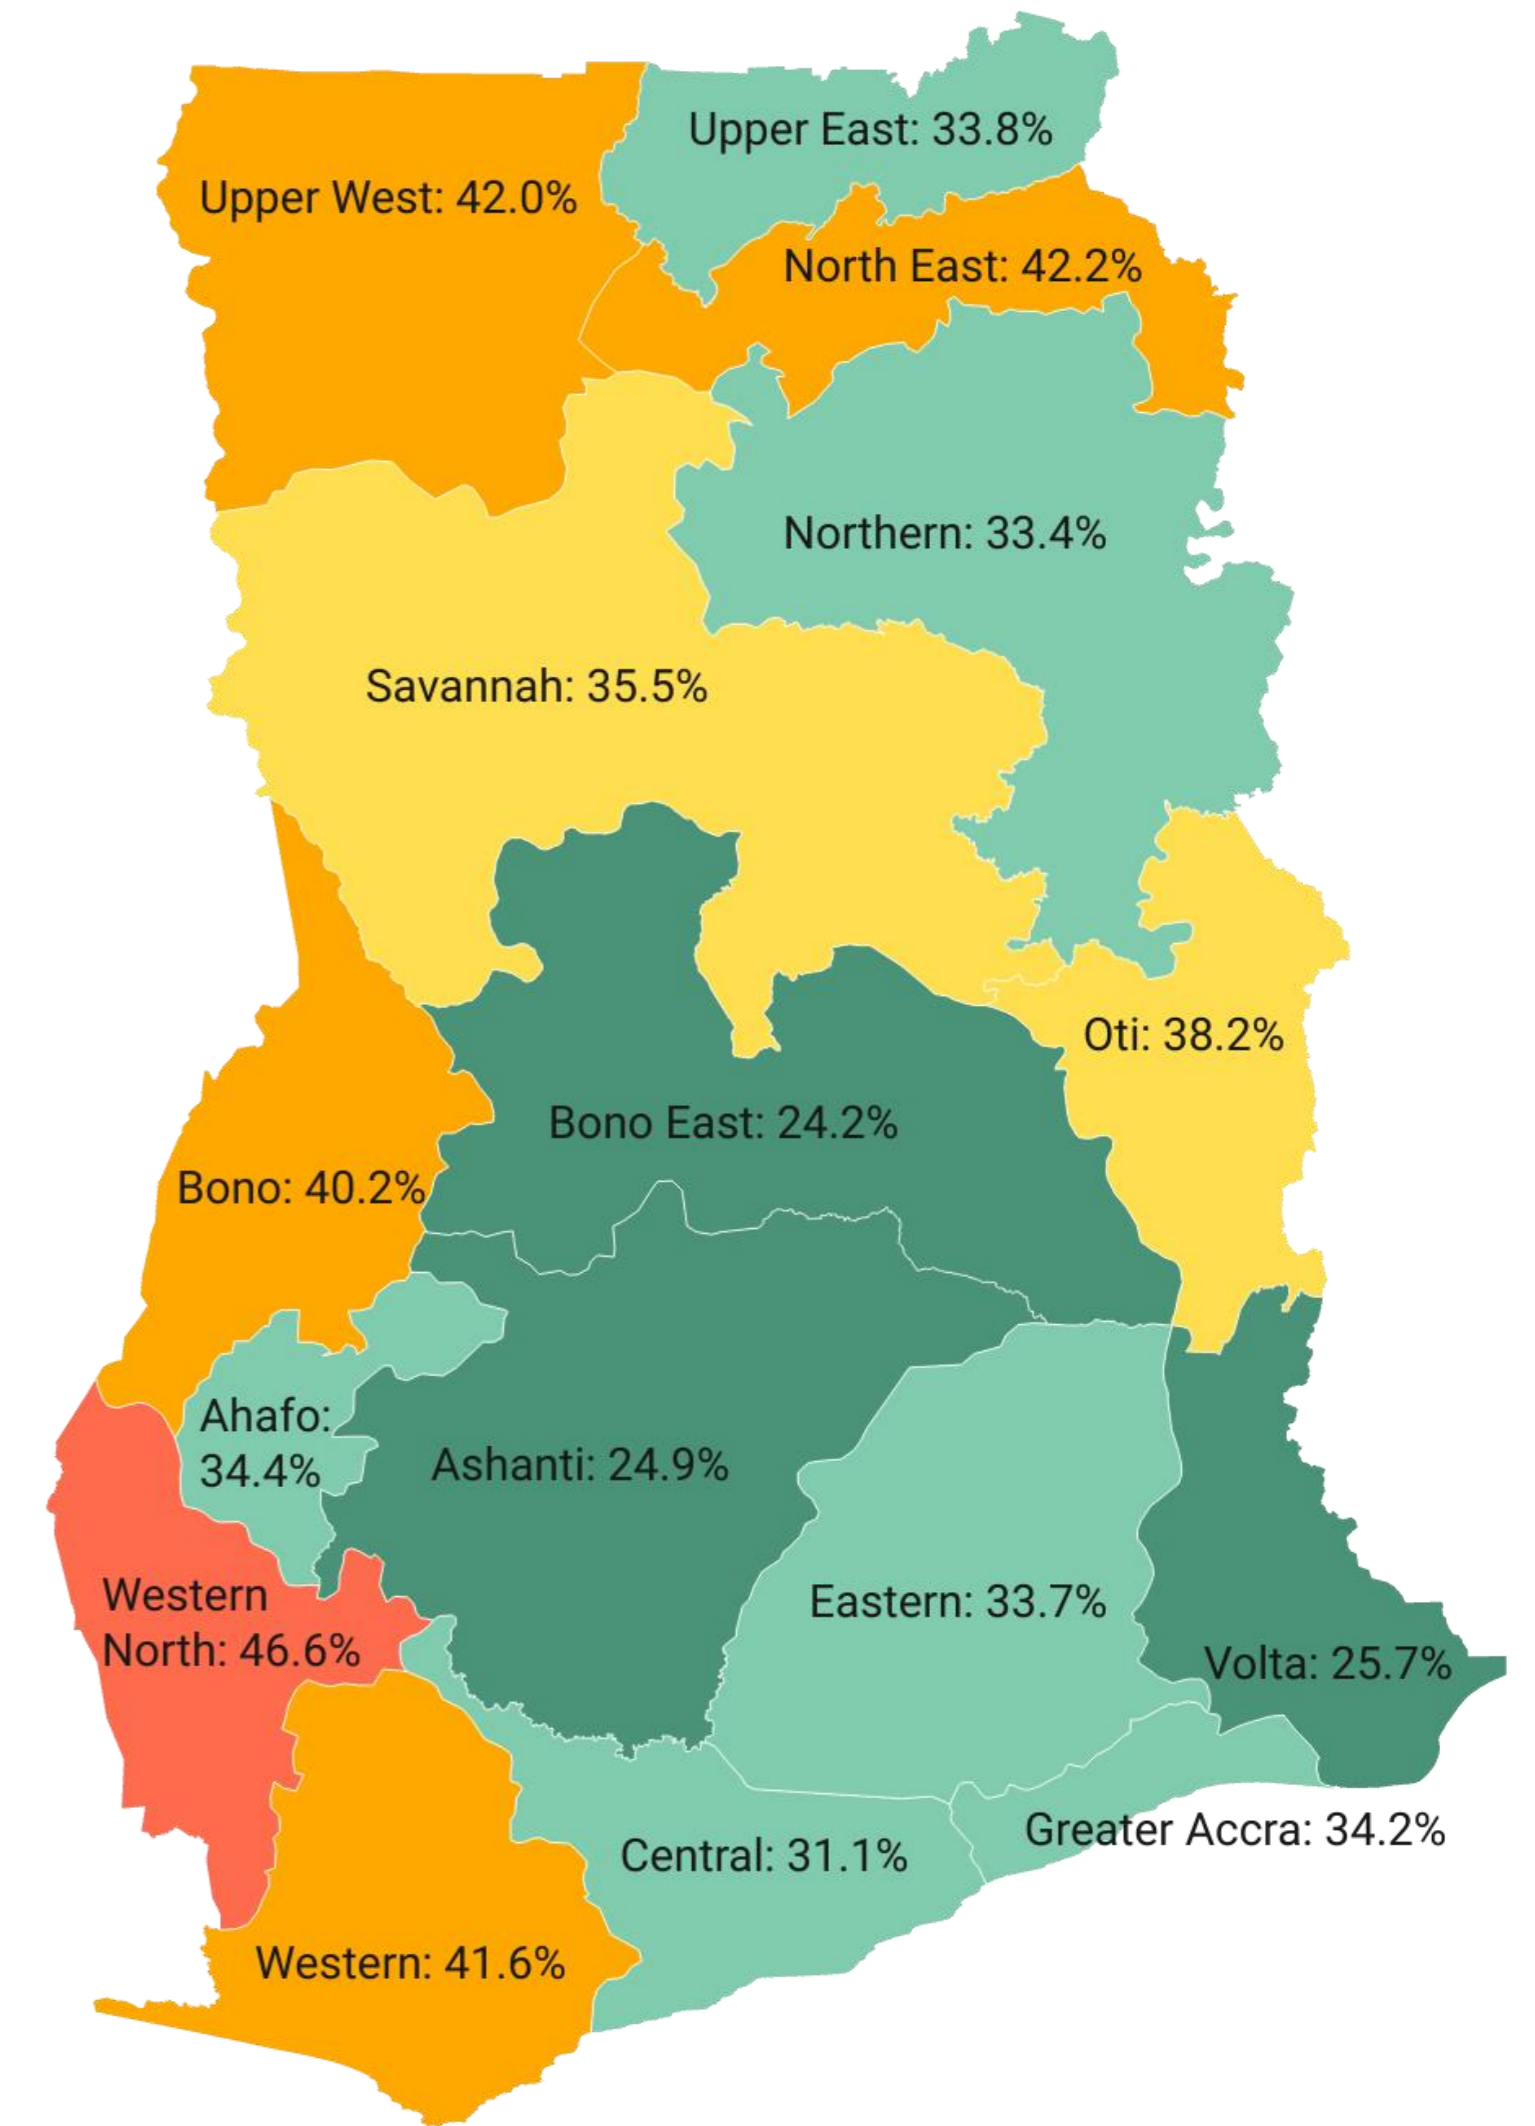 Upper East: 33.8%
Upper West: 42.0%
North East: 42.2%
Northern: 33.4%
Savannah: 35.5%
Oti: 38.2%
Bono East: 24.2%
Bono: 40.2%
Ahafo:
34.4%
Ashanti: 24.9%
Western
North: 46.6%
Eastern: 33.7%
Volta: 25.7%
Greater Accra: 34.2%
Central: 31.1%
Western: 41.6%